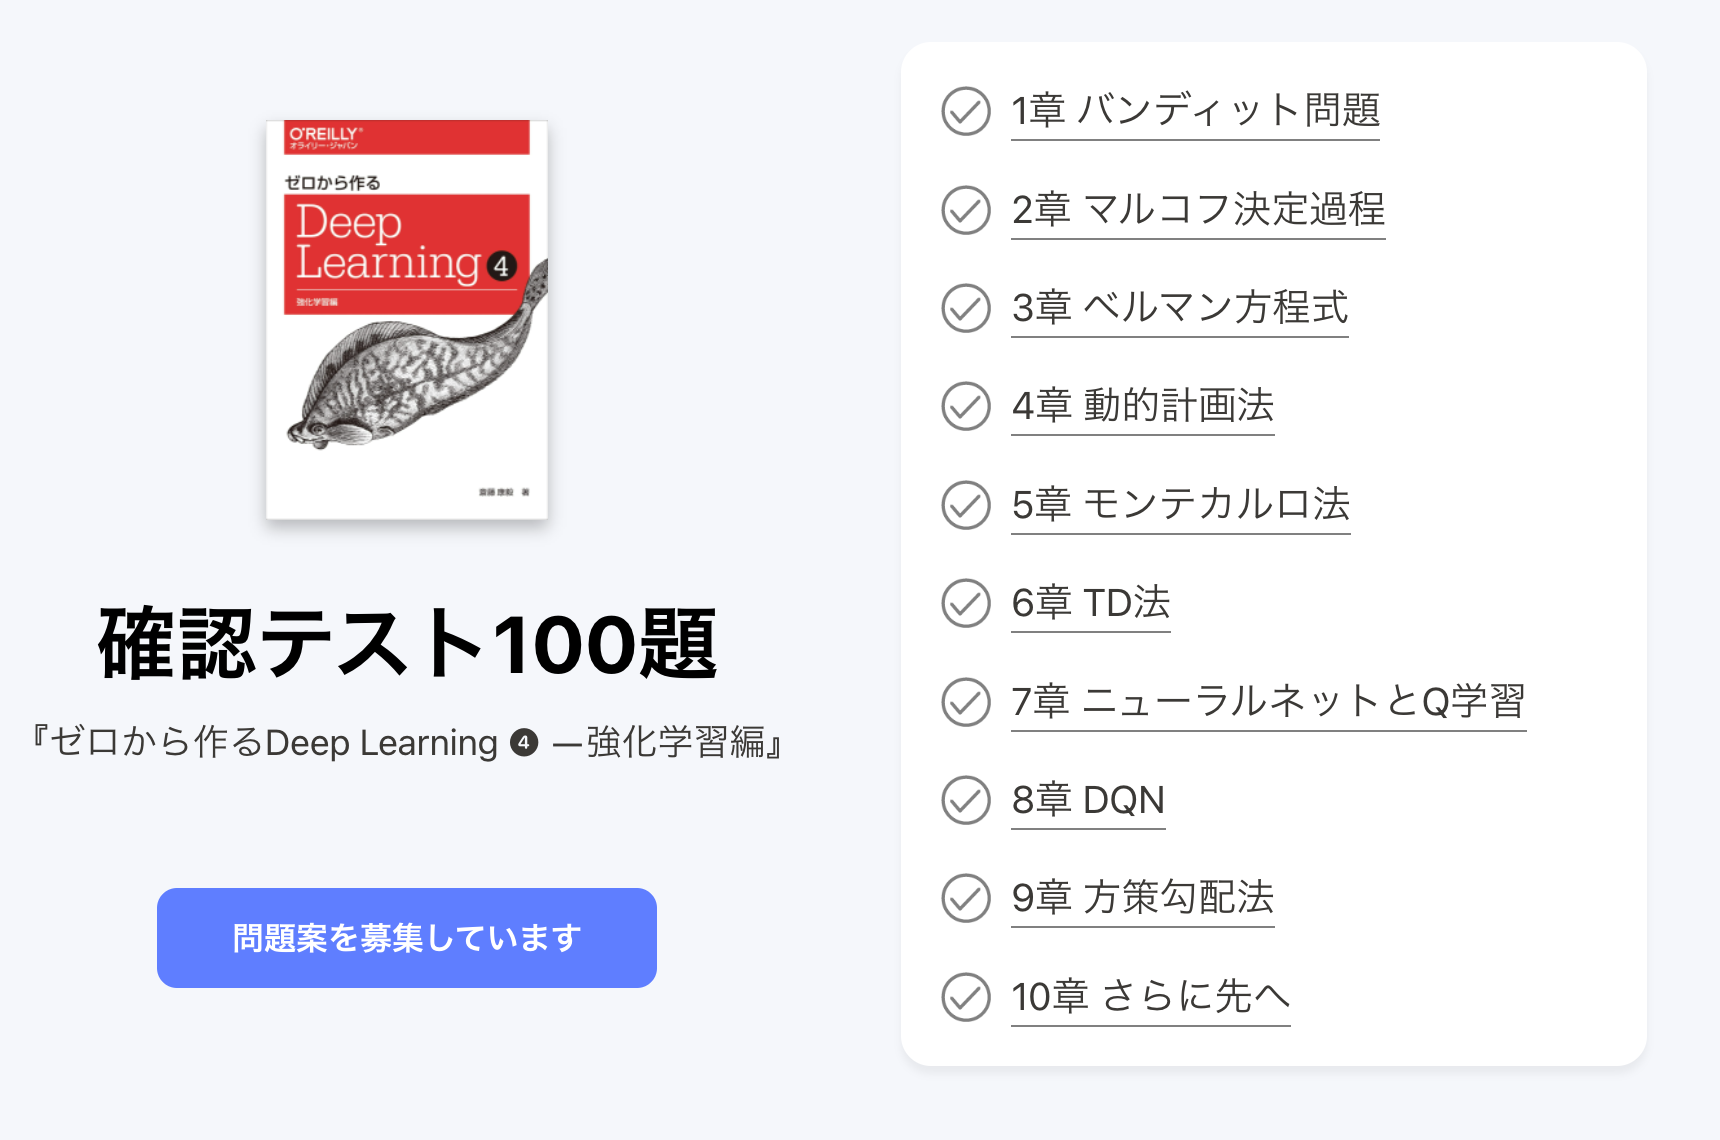 O'REILLY®
オライリー・ジャパン
ゼロから作る
Deep
Learning 4
強化学習編
斎藤 康毅 著
確認テスト100題
『ゼロから作るDeep Learning ❹ ー強化学習編』
問題案を募集しています
1章 バンディット問題
2章 マルコフ決定過程
3章 ベルマン方程式
4章 動的計画法
5章 モンテカルロ法
6章 TD法
7章 ニューラルネットとQ学習
8章 DQN
9章 方策勾配法
10章 さらに先へ